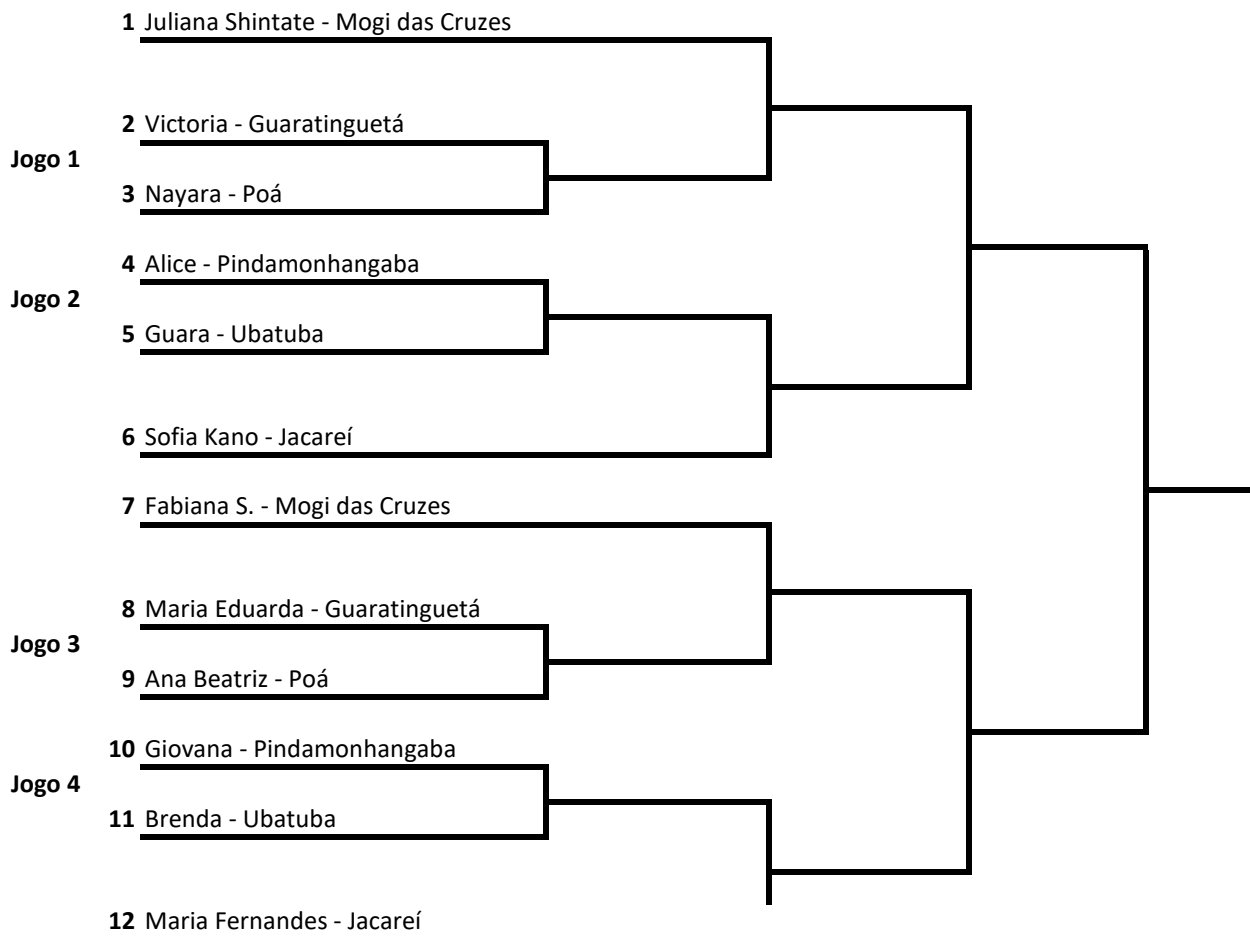 1 Juliana Shintate - Mogi das Cruzes
2 Victoria - Guaratinguetá
Jogo 1
3 Nayara - Poá
4 Alice - Pindamonhangaba
Jogo 2
5 Guara - Ubatuba
6 Sofia Kano - Jacareí
7 Fabiana S. - Mogi das Cruzes
8 Maria Eduarda - Guaratinguetá
Jogo 3
9 Ana Beatriz - Poá
10 Giovana - Pindamonhangaba
Jogo 4
11 Brenda - Ubatuba
12 Maria Fernandes - Jacareí